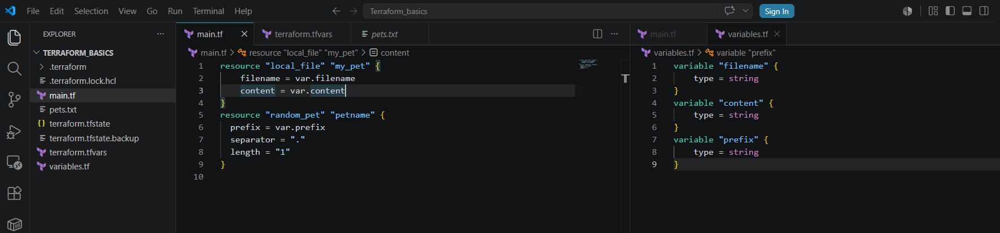 File Edit Selection View Go Run Terminal Help
Terraform_basics
Sign In
EXPLORER
TERRAFORM_BASICS
.terraform
.terraform.lock.hcl
main.tf
pets.txt
terraform.tfstate
terraform.tfstate.backup
terraform.tfvars
variables.tf
main.tf terraform.tfvars pets.txt
main.tf > resource "local_file" "my_pet" > content
1 resource "local_file" "my_pet" {
2     filename = var.filename
3     content = var.content
4 }
5 resource "random_pet" "petname" {
6   prefix = var.prefix
7   separator = "."
8   length = "1"
9 }
10
main.tf variables.tf
variables.tf > variable "prefix"
1 variable "filename" {
2     type = string
3 }
4 variable "content" {
5     type = string
6 }
7 variable "prefix" {
8     type = string
9 }